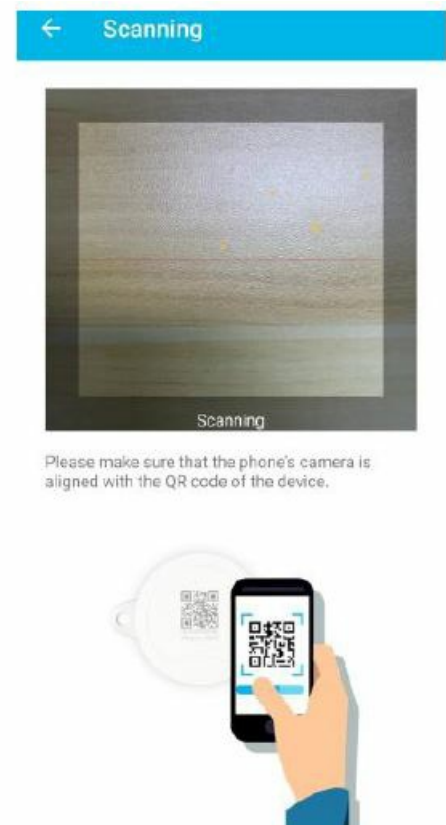 Scanning
Scanning
Please make sure that the phone's camera is
aligned with the QR code of the device.